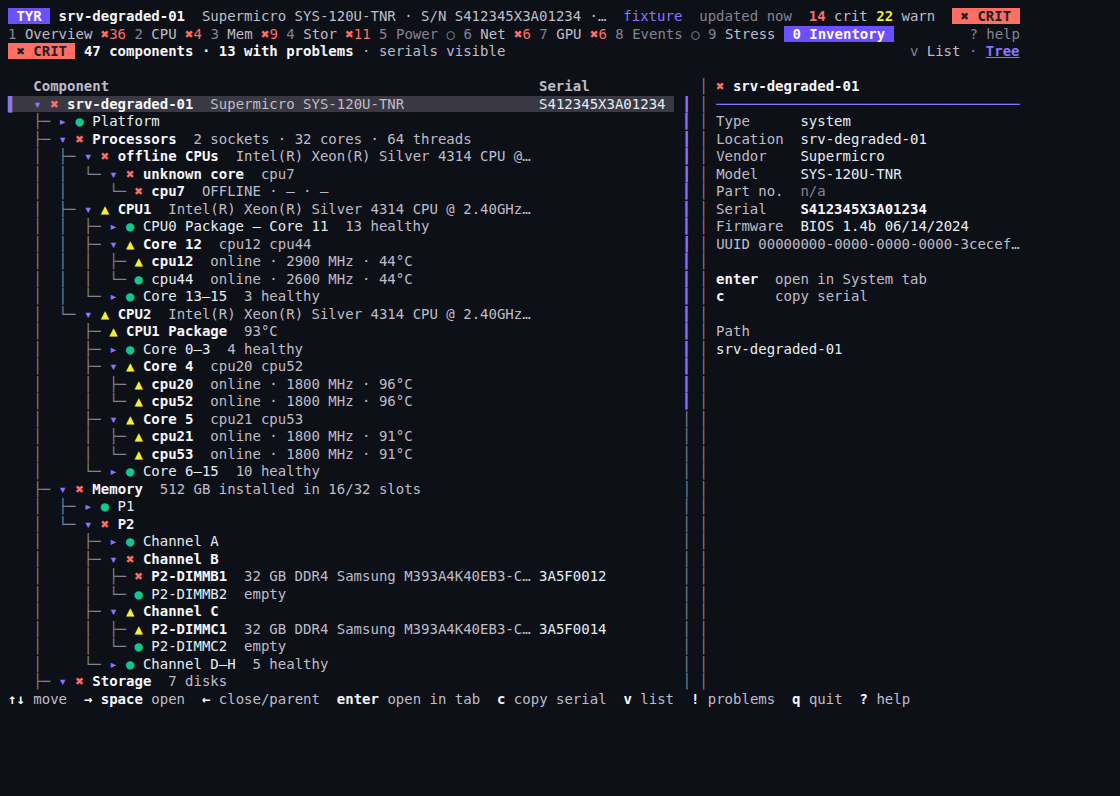 TYR srv-degraded-01 Supermicro SYS-120U-TNR · S/N S412345X3A01234 ·… fixture updated now 14 crit 22 warn ✖ CRIT
1 Overview ✖36 2 CPU ✖4 3 Mem ✖9 4 Stor ✖11 5 Power ○ 6 Net ✖6 7 GPU ✖6 8 Events ○ 9 Stress 0 Inventory ? help
✖ CRIT 47 components · 13 with problems · serials visible v List · Tree
Component Serial │ ✖ srv-degraded-01
▾ ✖ srv-degraded-01 Supermicro SYS-120U-TNR S412345X3A01234
├─ ▸ ● Platform │ Type system
├─ ▾ ✖ Processors 2 sockets · 32 cores · 64 threads │ Location srv-degraded-01
│ ├─ ▾ ✖ offline CPUs Intel(R) Xeon(R) Silver 4314 CPU @… │ Vendor Supermicro
│ │ └─ ▾ ✖ unknown core cpu7 │ Model SYS-120U-TNR
│ │ └─ ✖ cpu7 OFFLINE · — · — │ Part no. n/a
│ ├─ ▾ ▲ CPU1 Intel(R) Xeon(R) Silver 4314 CPU @ 2.40GHz… │ Serial S412345X3A01234
│ │ ├─ ▸ ● CPU0 Package — Core 11 13 healthy │ Firmware BIOS 1.4b 06/14/2024
│ │ ├─ ▾ ▲ Core 12 cpu12 cpu44 │ UUID 00000000-0000-0000-0000-3cecef…
│ │ │ ├─ ▲ cpu12 online · 2900 MHz · 44°C
│ │ │ └─ ● cpu44 online · 2600 MHz · 44°C │ enter open in System tab
│ │ └─ ▸ ● Core 13–15 3 healthy │ c copy serial
│ └─ ▾ ▲ CPU2 Intel(R) Xeon(R) Silver 4314 CPU @ 2.40GHz…
│ ├─ ▲ CPU1 Package 93°C │ Path
│ ├─ ▸ ● Core 0–3 4 healthy │ srv-degraded-01
│ ├─ ▾ ▲ Core 4 cpu20 cpu52
│ │ ├─ ▲ cpu20 online · 1800 MHz · 96°C
│ │ └─ ▲ cpu52 online · 1800 MHz · 96°C
│ ├─ ▾ ▲ Core 5 cpu21 cpu53
│ │ ├─ ▲ cpu21 online · 1800 MHz · 91°C
│ │ └─ ▲ cpu53 online · 1800 MHz · 91°C
│ └─ ▸ ● Core 6–15 10 healthy
├─ ▾ ✖ Memory 512 GB installed in 16/32 slots
│ ├─ ▸ ● P1
│ └─ ▾ ✖ P2
│ ├─ ▸ ● Channel A
│ ├─ ▾ ✖ Channel B
│ │ ├─ ✖ P2-DIMMB1 32 GB DDR4 Samsung M393A4K40EB3-C… 3A5F0012
│ │ └─ ● P2-DIMMB2 empty
│ ├─ ▾ ▲ Channel C
│ │ ├─ ▲ P2-DIMMC1 32 GB DDR4 Samsung M393A4K40EB3-C… 3A5F0014
│ │ └─ ● P2-DIMMC2 empty
│ └─ ▸ ● Channel D–H 5 healthy
├─ ▾ ✖ Storage 7 disks
↑↓ move → space open ← close/parent enter open in tab c copy serial v list ! problems q quit ? help